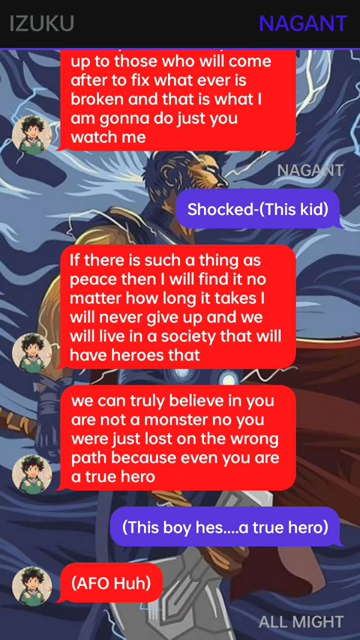 IZUKU
NAGANT
up to those who will come
after to fix what ever is
broken and that is what I
am gonna do just you
watch me
NAGANT
Shocked-(This kid)
If there is such a thing as
peace then I will find it no
matter how long it takes I
will never give up and we
will live in a society that will
have heroes that
we can truly believe in you
are not a monster no you
were just lost on the wrong
path because even you are
a true hero
(This boy hes....a true hero)
(AFO Huh)
ALL MIGHT